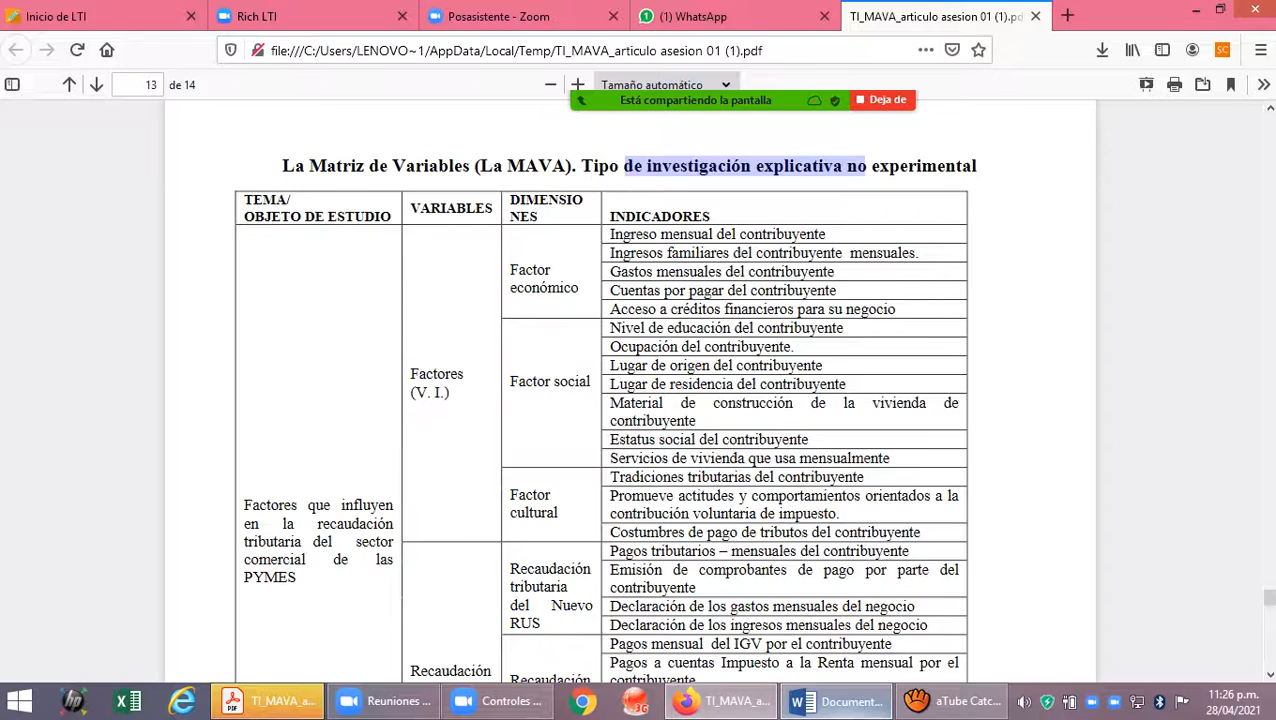 Inicio de LTI
Rich LTI
Posasistente - Zoom
(1) WhatsApp
TI_MAVA_articulo asesion 01 (1).pd
file:///C:/Users/LENOVO~1/AppData/Local/Temp/TI_MAVA_articulo asesion 01 (1).pdf
SC
13 de 14
Tamaño automático
Está compartiendo la pantalla
Deja de
La Matriz de Variables (La MAVA). Tipo de investigación explicativa no experimental
TEMA/
OBJETO DE ESTUDIO
VARIABLES
DIMENSIO
NES
INDICADORES
Factores que influyen
en la recaudación
tributaria del sector
comercial de las
PYMES
Factores
(V. I.)
Factor
económico
Ingreso mensual del contribuyente
Ingresos familiares del contribuyente mensuales.
Gastos mensuales del contribuyente
Cuentas por pagar del contribuyente
Acceso a créditos financieros para su negocio
Factor social
Nivel de educación del contribuyente
Ocupación del contribuyente.
Lugar de origen del contribuyente
Lugar de residencia del contribuyente
Material de construcción de la vivienda de
contribuyente
Estatus social del contribuyente
Servicios de vivienda que usa mensualmente
Factor
cultural
Tradiciones tributarias del contribuyente
Promueve actitudes y comportamientos orientados a la
contribución voluntaria de impuesto.
Costumbres de pago de tributos del contribuyente
Recaudación
Recaudación
tributaria
del Nuevo
RUS
Pagos tributarios – mensuales del contribuyente
Emisión de comprobantes de pago por parte del
contribuyente
Declaración de los gastos mensuales del negocio
Declaración de los ingresos mensuales del negocio
Recaudación
Pagos mensual del IGV por el contribuyente
Pagos a cuentas Impuesto a la Renta mensual por el
contribuyente
TI_MAVA_a...
Reuniones ...
Controles ...
TI_MAVA_a...
Document...
aTube Catc...
11:26 p.m.
28/04/2021